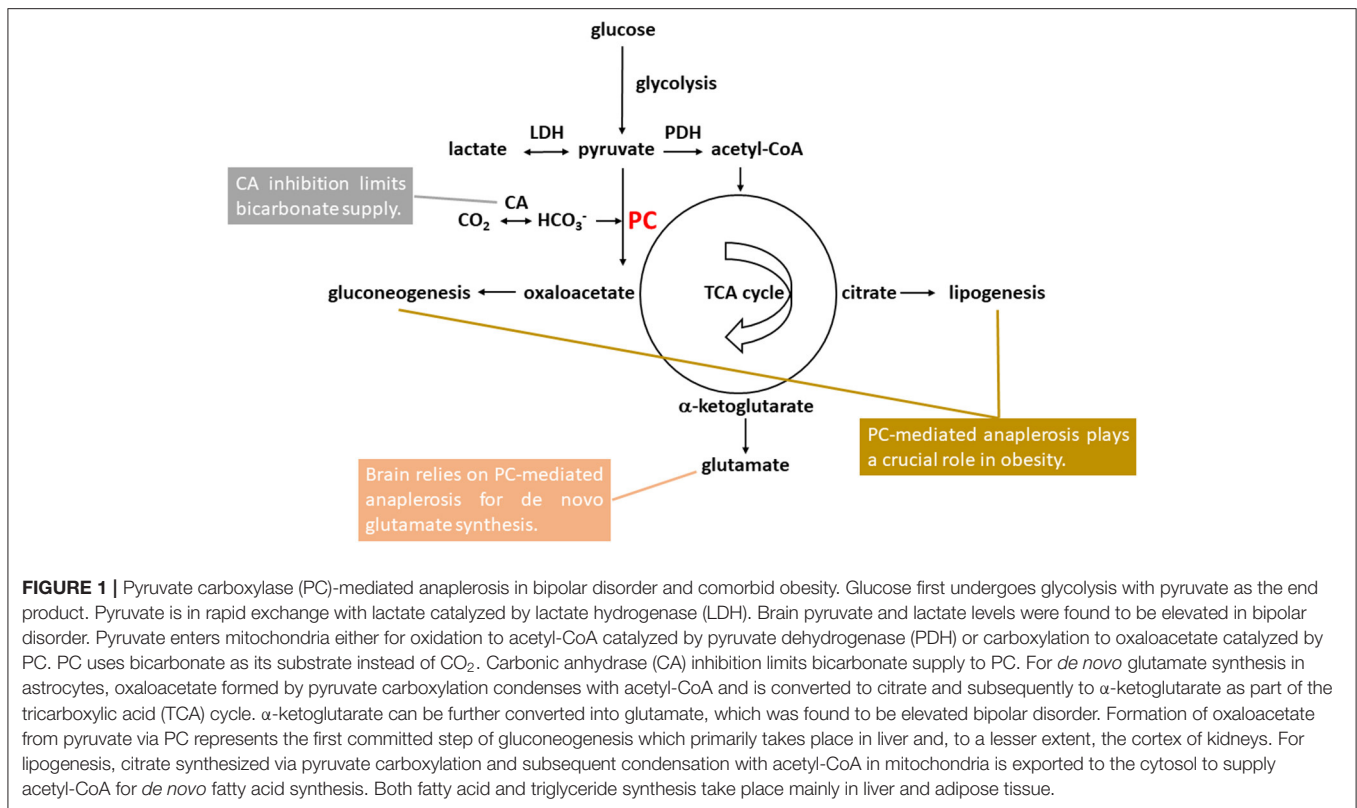 glucose
glycolysis
LDH
PDH
lactate
pyruvate
acetyl-CoA
CA inhibition limits
bicarbonate supply.
CA
CO₂
HCO₃⁻
PC
gluconeogenesis
oxaloacetate
TCA cycle
citrate
lipogenesis
α-ketoglutarate
PC-mediated anaplerosis plays
a crucial role in obesity.
glutamate
Brain relies on PC-mediated
anaplerosis for de novo
glutamate synthesis.
FIGURE 1 | Pyruvate carboxylase (PC)-mediated anaplerosis in bipolar disorder and comorbid obesity. Glucose first undergoes glycolysis with pyruvate as the end
product. Pyruvate is in rapid exchange with lactate catalyzed by lactate hydrogenase (LDH). Brain pyruvate and lactate levels were found to be elevated in bipolar
disorder. Pyruvate enters mitochondria either for oxidation to acetyl-CoA catalyzed by pyruvate dehydrogenase (PDH) or carboxylation to oxaloacetate catalyzed by
PC. PC uses bicarbonate as its substrate instead of CO₂. Carbonic anhydrase (CA) inhibition limits bicarbonate supply to PC. For de novo glutamate synthesis in
astrocytes, oxaloacetate formed by pyruvate carboxylation condenses with acetyl-CoA and is converted to citrate and subsequently to α-ketoglutarate as part of the
tricarboxylic acid (TCA) cycle. α-ketoglutarate can be further converted into glutamate, which was found to be elevated bipolar disorder. Formation of oxaloacetate
from pyruvate via PC represents the first committed step of gluconeogenesis which primarily takes place in liver and, to a lesser extent, the cortex of kidneys. For
lipogenesis, citrate synthesized via pyruvate carboxylation and subsequent condensation with acetyl-CoA in mitochondria is exported to the cytosol to supply
acetyl-CoA for de novo fatty acid synthesis. Both fatty acid and triglyceride synthesis take place mainly in liver and adipose tissue.